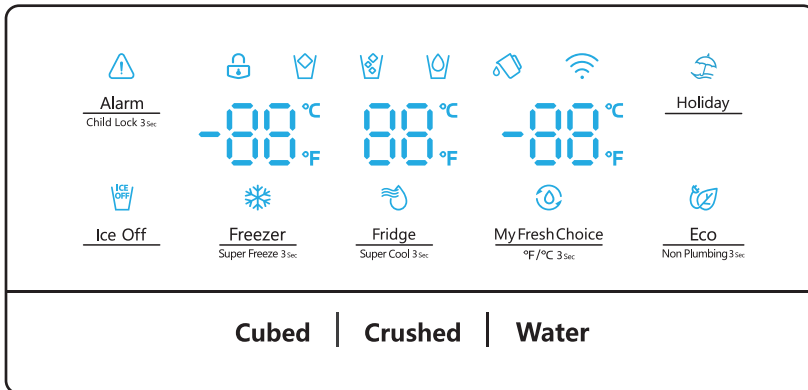 Alarm
Child Lock 3 Sec
-88 °C °F
88 °C °F
-88 °C °F
Holiday
ICE OFF
Ice Off
Freezer
Super Freeze 3 Sec
Fridge
Super Cool 3 Sec
My Fresh Choice
°F/°C 3 Sec
Eco
Non Plumbing 3 Sec
Cubed | Crushed | Water